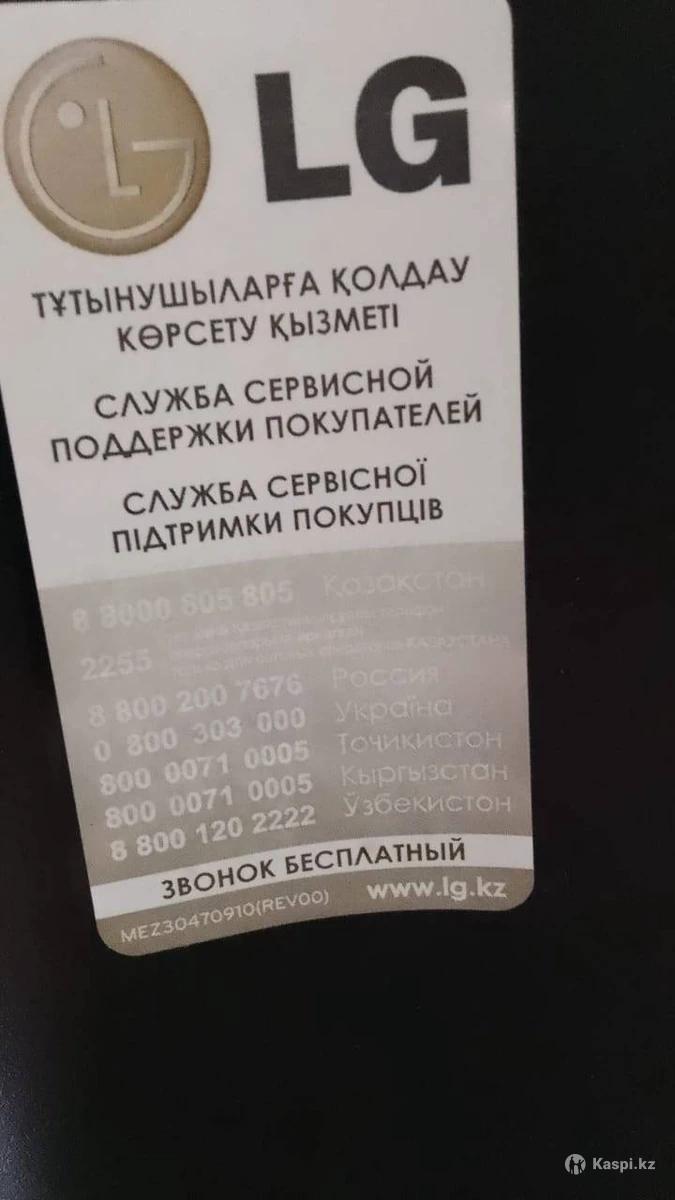 LG
ТҰТЫНУШЫЛАРҒА ҚОЛДАУ
КӨРСЕТУ ҚЫЗМЕТІ
СЛУЖБА СЕРВИСНОЙ
ПОДДЕРЖКИ ПОКУПАТЕЛЕЙ
СЛУЖБА СЕРВІСНОЇ
ПІДТРИМКИ ПОКУПЦІВ
8 8000 805 805 Қозақстан
2255
8 800 200 7676 Россия
0 800 303 000 Україна
800 0071 0005 Точикистон
800 0071 0005 Кыргызстан
8 800 120 2222 Ўзбекистон
ЗВОНОК БЕСПЛАТНЫЙ
MEZ30470910(REV00) www.lg.kz
Kaspi.kz